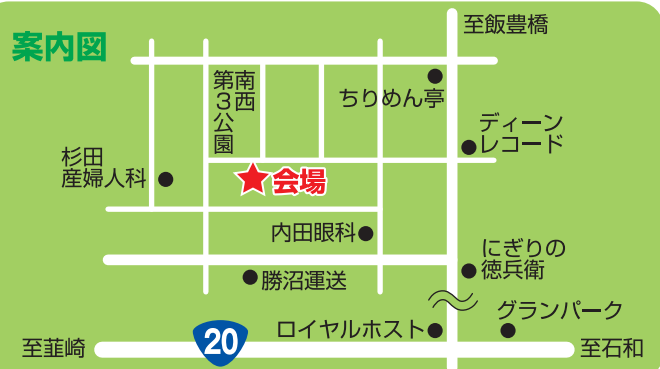 案内図
至飯豊橋
南西
第3公園
ちりめん亭
ディーン
レコード
杉田
産婦人科
会場
内田眼科
にぎりの
徳兵衛
勝沼運送
グランパーク
ロイヤルホスト
20
至韮崎
至石和